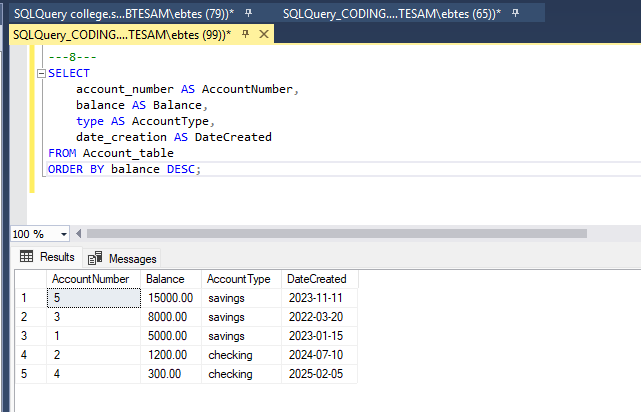 SQLQuery college.s...BTESAM\ebtes (79))* SQLQuery_CODING....TESAM\ebtes (65))*
SQLQuery_CODING....TESAM\ebtes (99))*
---8---
SELECT
account_number AS AccountNumber,
balance AS Balance,
type AS AccountType,
date_creation AS DateCreated
FROM Account_table
ORDER BY balance DESC;
100 %
Results Messages
AccountNumber Balance AccountType DateCreated
1 5 15000.00 savings 2023-11-11
2 3 8000.00 savings 2022-03-20
3 1 5000.00 savings 2023-01-15
4 2 1200.00 checking 2024-07-10
5 4 300.00 checking 2025-02-05